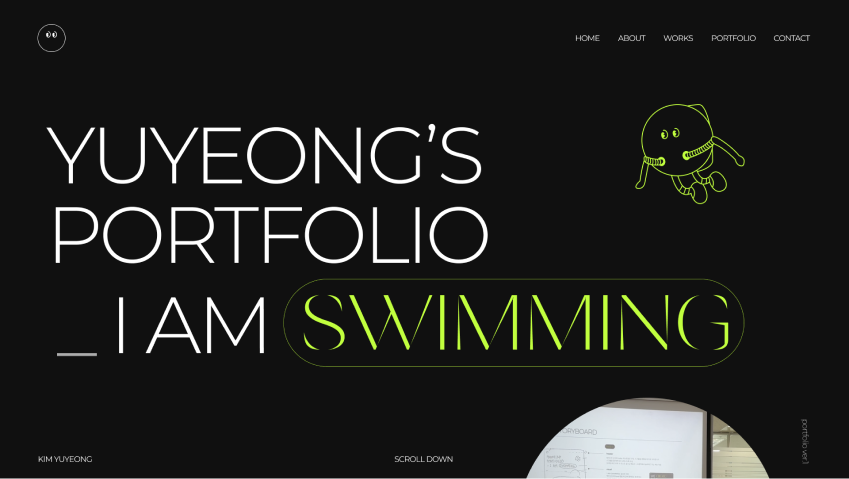 HOME ABOUT WORKS PORTFOLIO CONTACT
YUYEONG'S
PORTFOLIO
_ I AM SWIMMING
KIM YUYEONG
SCROLL DOWN
portfolio ver.1